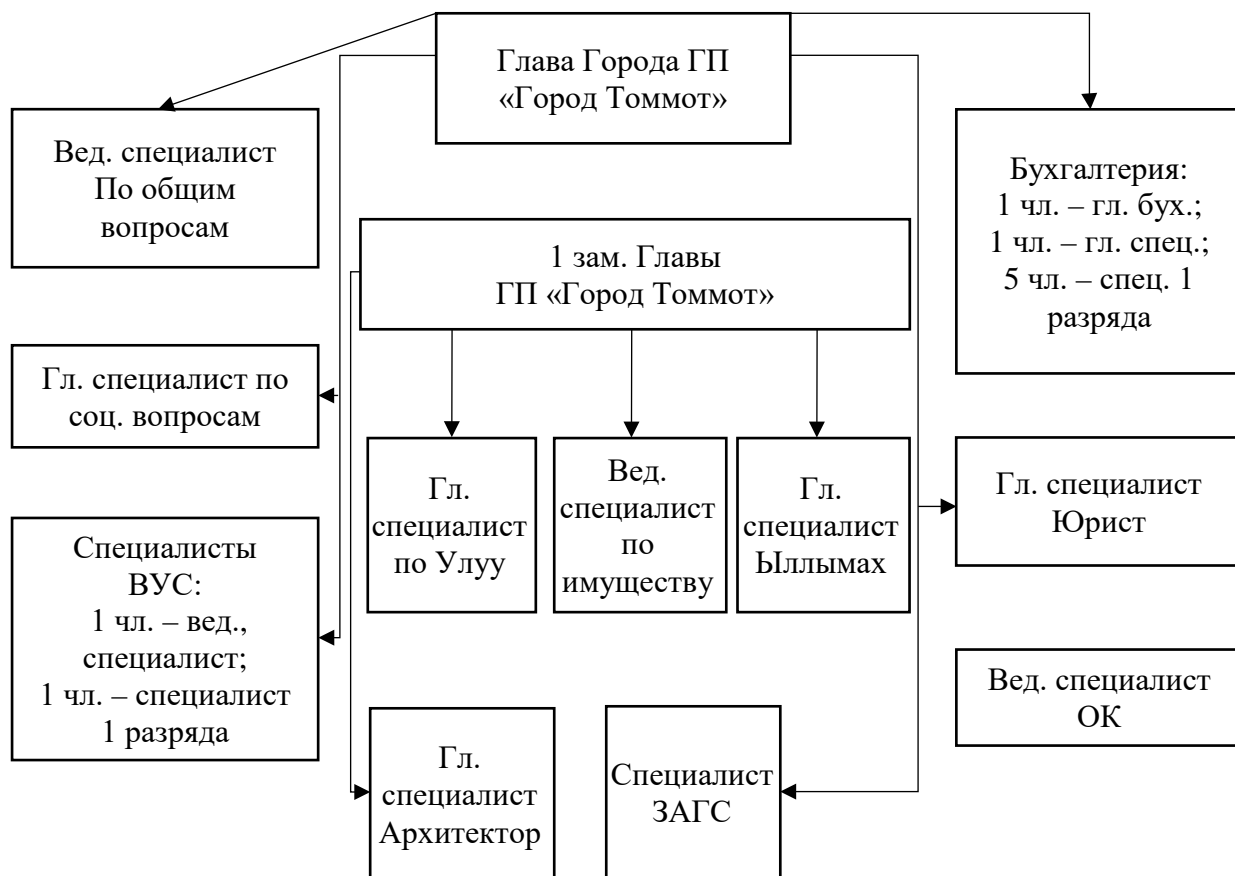 Глава Города ГП
«Город Томмот»
Вед. специалист
По общим
вопросам
Бухгалтерия:
1 чл. – гл. бух.;
1 чл. – гл. спец.;
5 чл. – спец. 1
разряда
1 зам. Главы
ГП «Город Томмот»
Гл. специалист по
соц. вопросам
Гл.
специалист
по Улуу
Вед.
специалист
по
имуществу
Гл.
специалист
Ыллымах
Гл. специалист
Юрист
Специалисты
ВУС:
1 чл. – вед.,
специалист;
1 чл. – специалист
1 разряда
Вед. специалист
ОК
Гл.
специалист
Архитектор
Специалист
ЗАГС